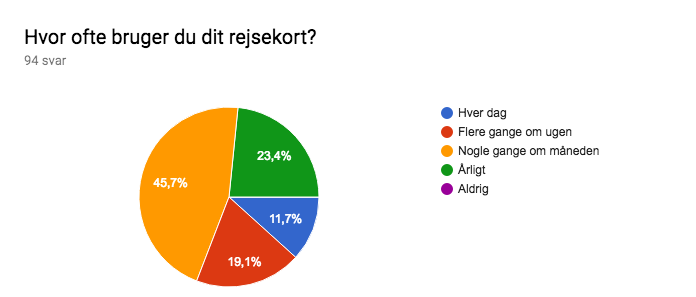 Hvor ofte bruger du dit rejsekort?
94 svar
Hver dag
Flere gange om ugen
Nogle gange om måneden
Årligt
Aldrig
23,4%
45,7%
11,7%
19,1%